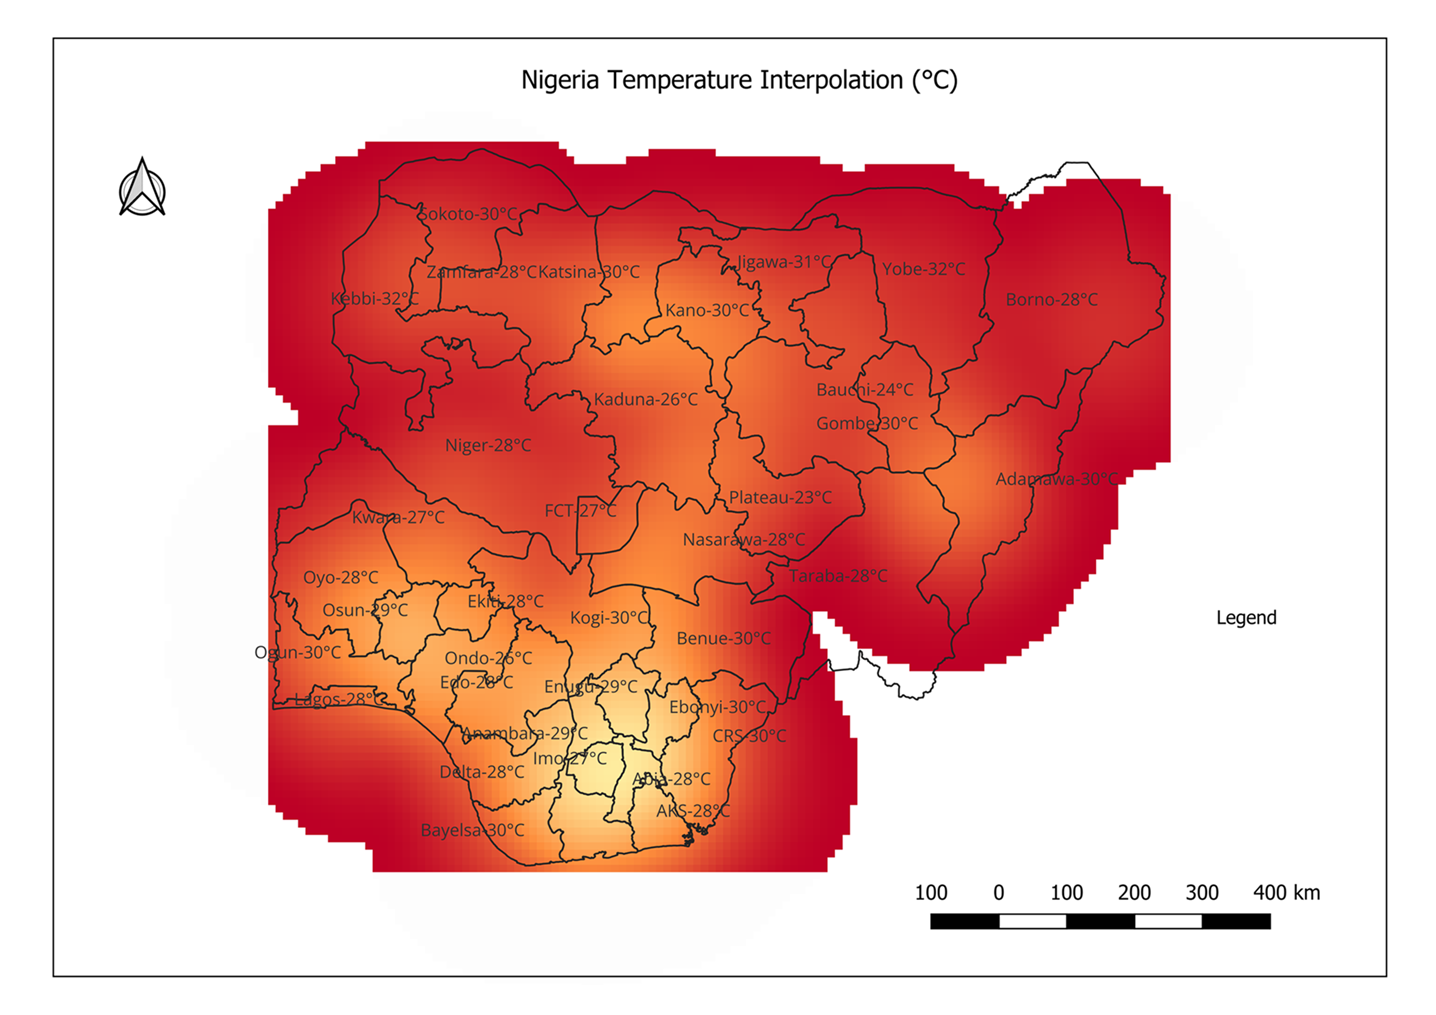 Nigeria Temperature Interpolation (°C)
Sokoto-30°C
Zamfara-28°C
Katsina-30°C
Jigawa-31°C
Yobe-32°C
Kebbi-32°C
Kano-30°C
Borno-28°C
Kaduna-26°C
Bauchi-24°C
Gombe-30°C
Niger-28°C
Adamawa-30°C
Plateau-23°C
FCT-27°C
Kwara-27°C
Nasarawa-28°C
Oyo-28°C
Taraba-28°C
Osun-29°C
Ekiti-28°C
Kogi-30°C
Benue-30°C
Legend
Ogun-30°C
Ondo-26°C
Edo-28°C
Enugu-29°C
Lagos-28°C
Ebonyi-30°C
Anambara-29°C
CRS-30°C
Imo-27°C
Delta-28°C
Abia-28°C
AKS-28°C
Bayelsa-30°C
100 0 100 200 300 400 km